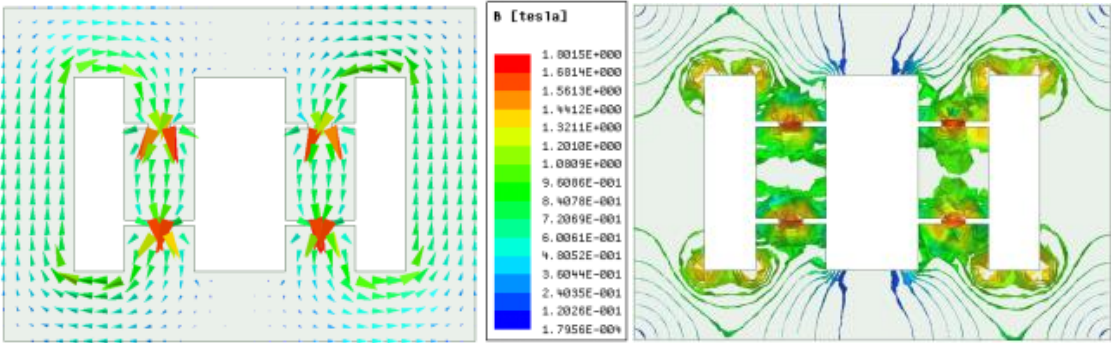 B [tesla]
1.8015E+000
1.6814E+000
1.5613E+000
1.4412E+000
1.3211E+000
1.2010E+000
1.0809E+000
9.6086E-001
8.4078E-001
7.2069E-001
6.0061E-001
4.8052E-001
3.6044E-001
2.4035E-001
1.2026E-001
1.7956E-004